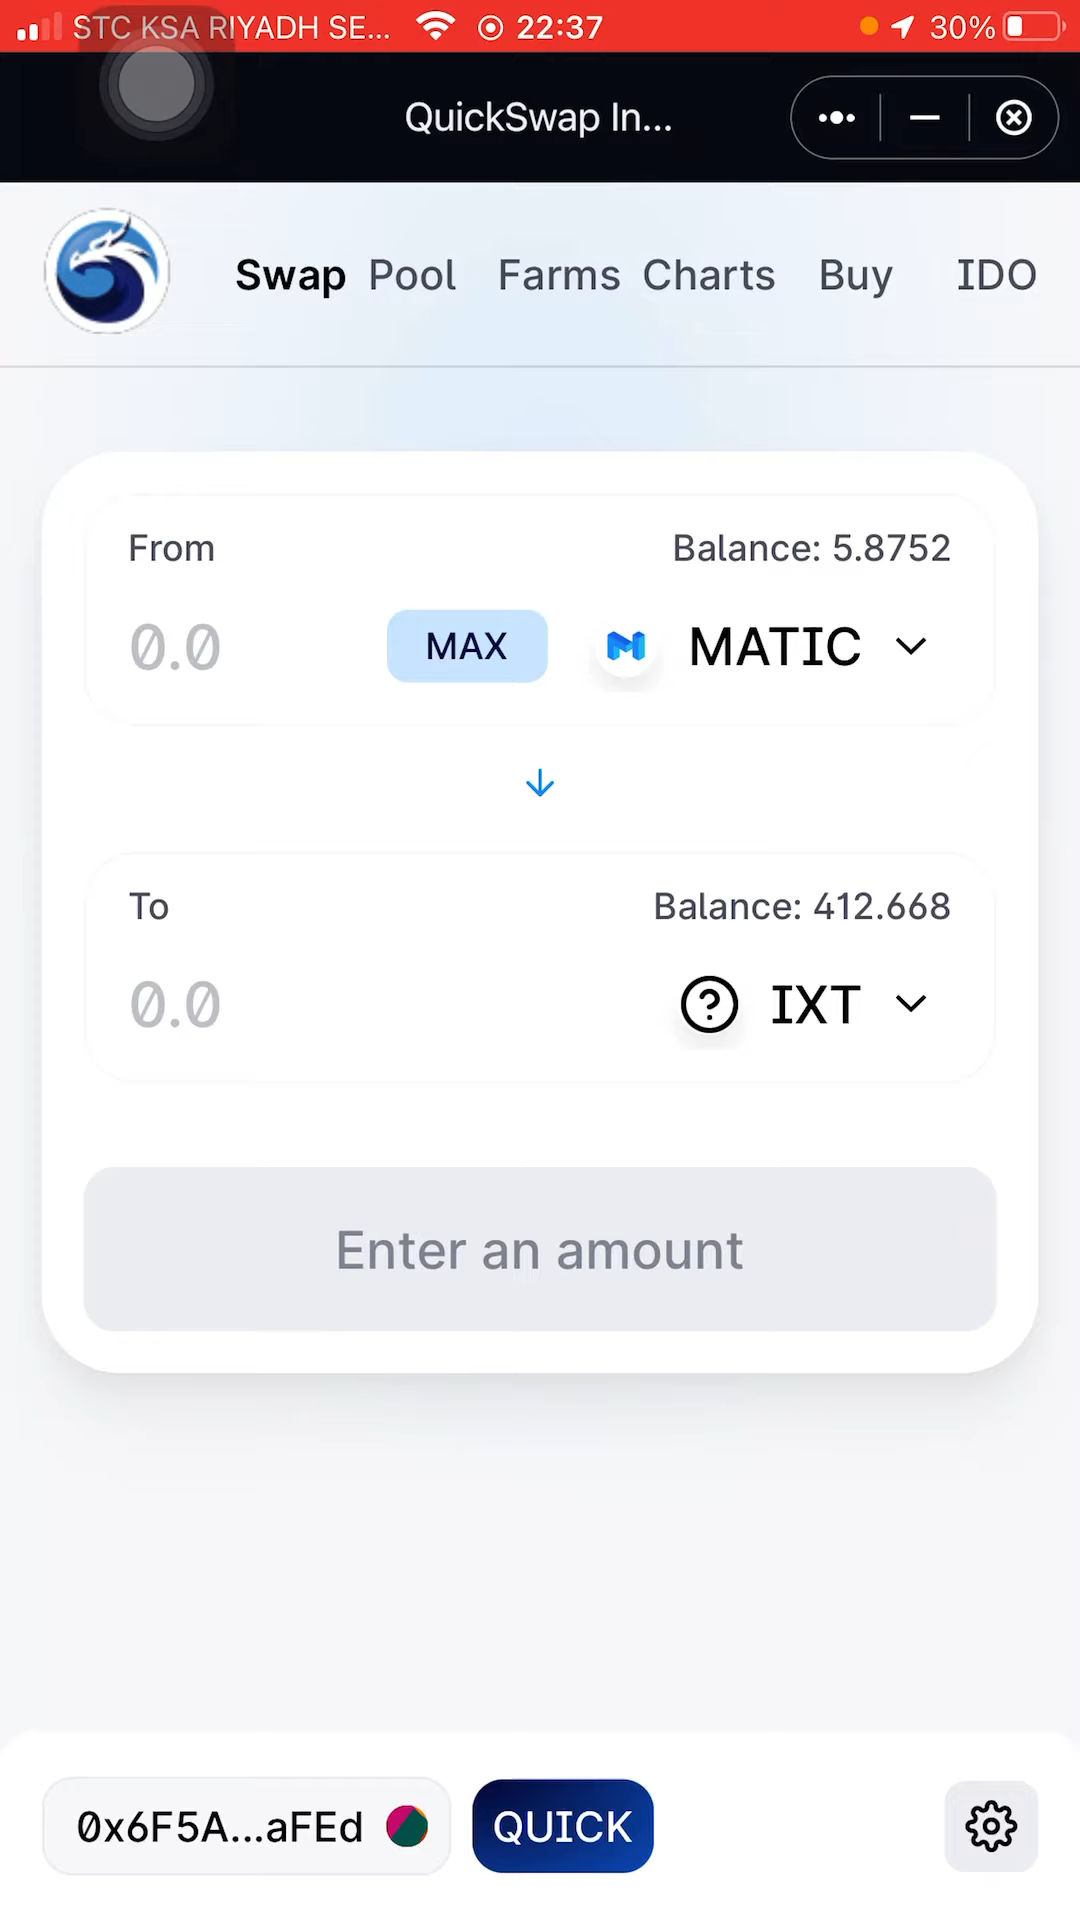 STC KSA RIYADH SE... 22:37 30%
QuickSwap In...
Swap Pool Farms Charts Buy IDO
From Balance: 5.8752
0.0 MAX MATIC
To Balance: 412.668
0.0 ? IXT
Enter an amount
0x6F5A...aFEd QUICK